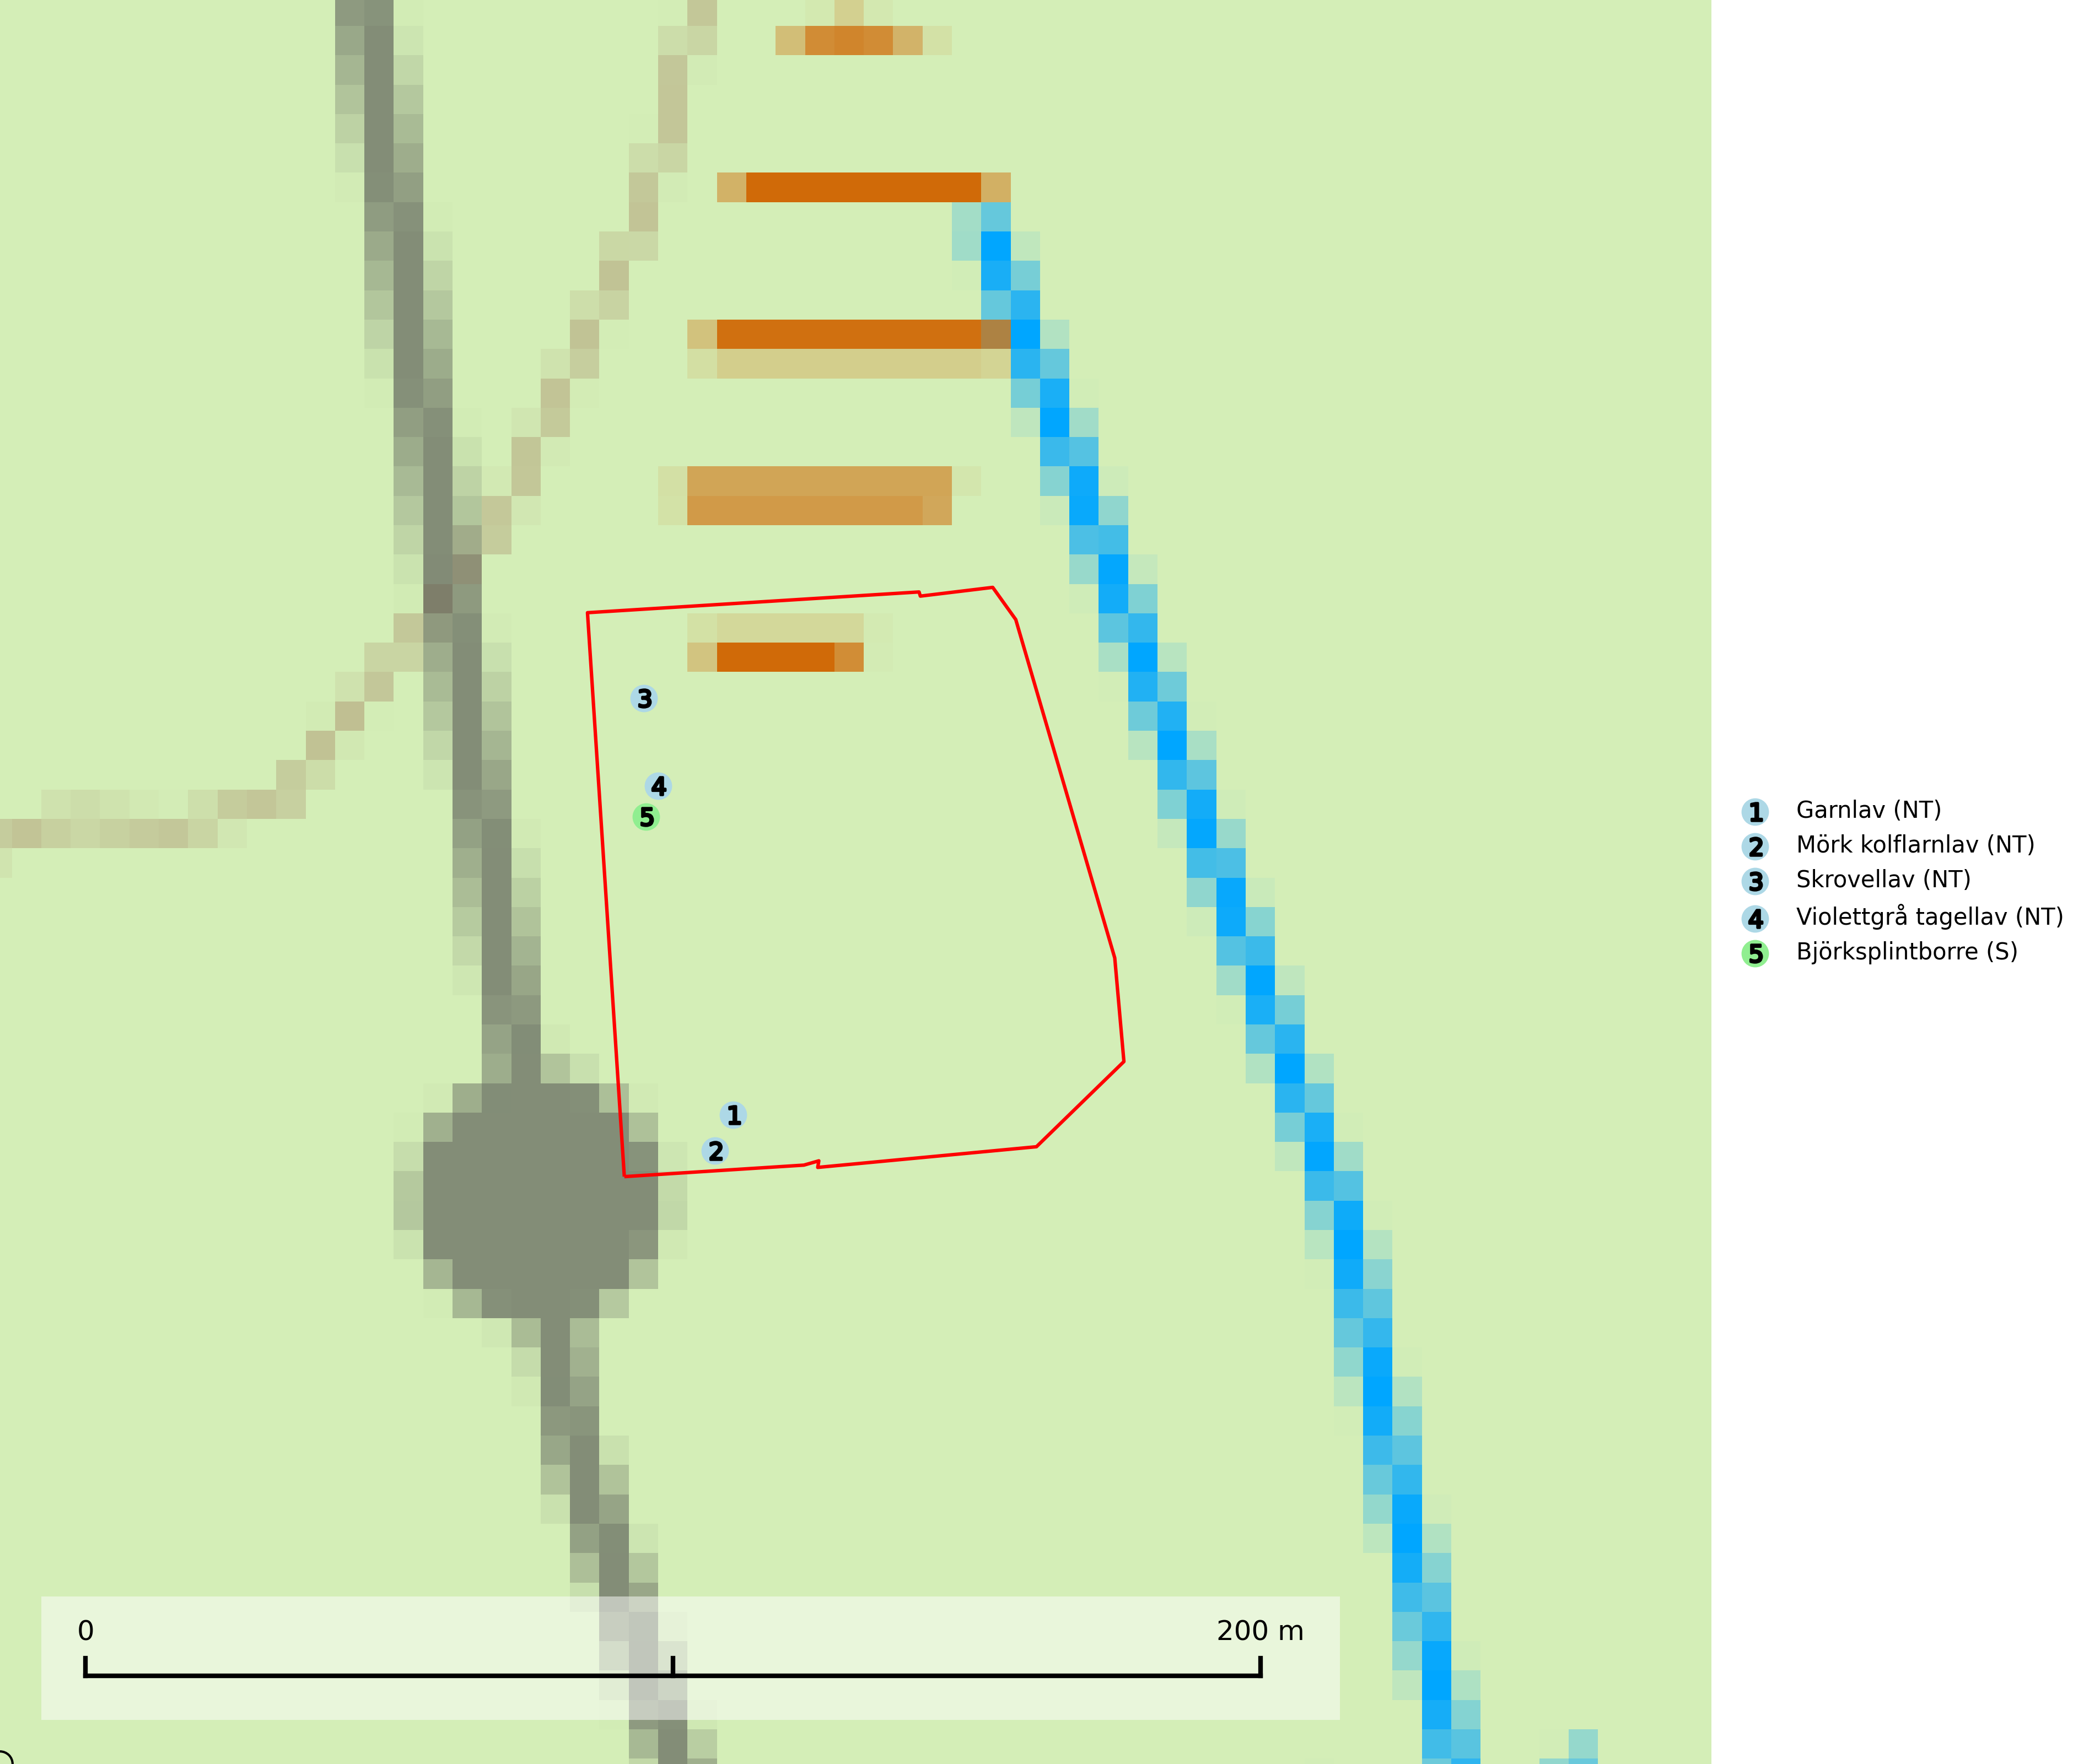 3
4
5
1
2
1 Garnlav (NT)
2 Mörk kolflarnlav (NT)
3 Skrovellav (NT)
4 Violettgrå tagellav (NT)
5 Björksplintborre (S)
0 200 m